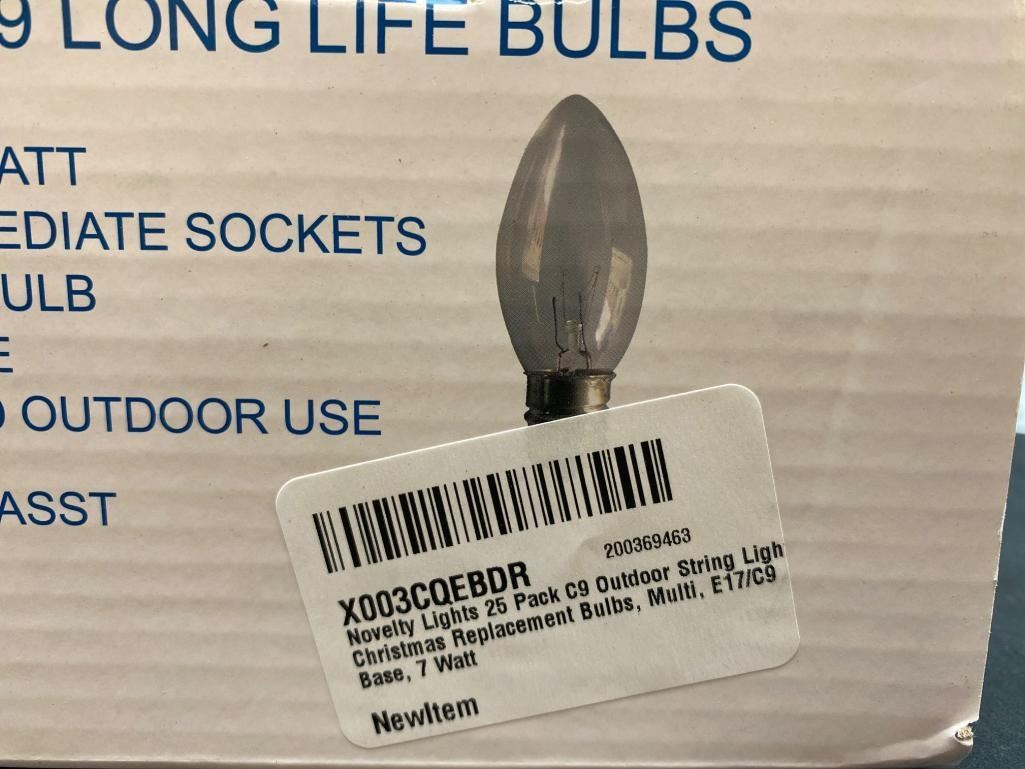 9 LONG LIFE BULBS
ATT
EDIATE SOCKETS
ULB
E
OUTDOOR USE
ASST
200369463
X003CQEBDR
Novelty Lights 25 Pack C9 Outdoor String Ligh
Christmas Replacement Bulbs, Multi, E17/C9
Base, 7 Watt
NewItem